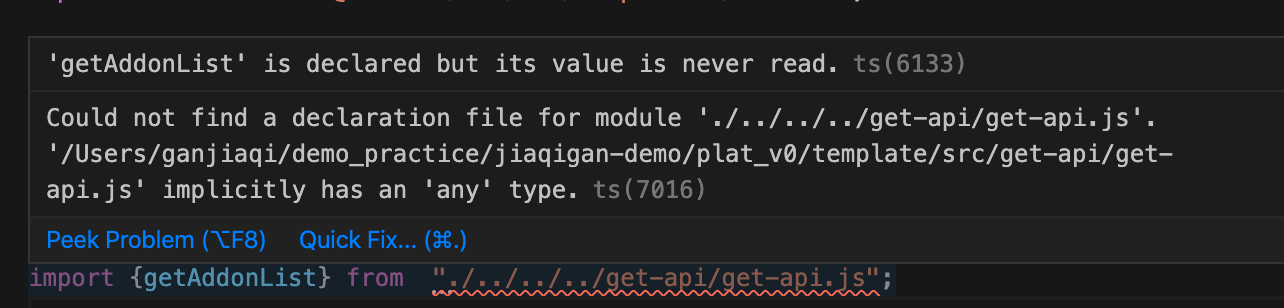 'getAddonList' is declared but its value is never read. ts(6133)
Could not find a declaration file for module './../../../get-api/get-api.js'.
'/Users/ganjiaqi/demo_practice/jiaqigan-demo/plat_v0/template/src/get-api/get-
api.js' implicitly has an 'any' type. ts(7016)
Peek Problem (⌥F8) Quick Fix... (⌘.)
import {getAddonList} from "./../../../get-api/get-api.js";